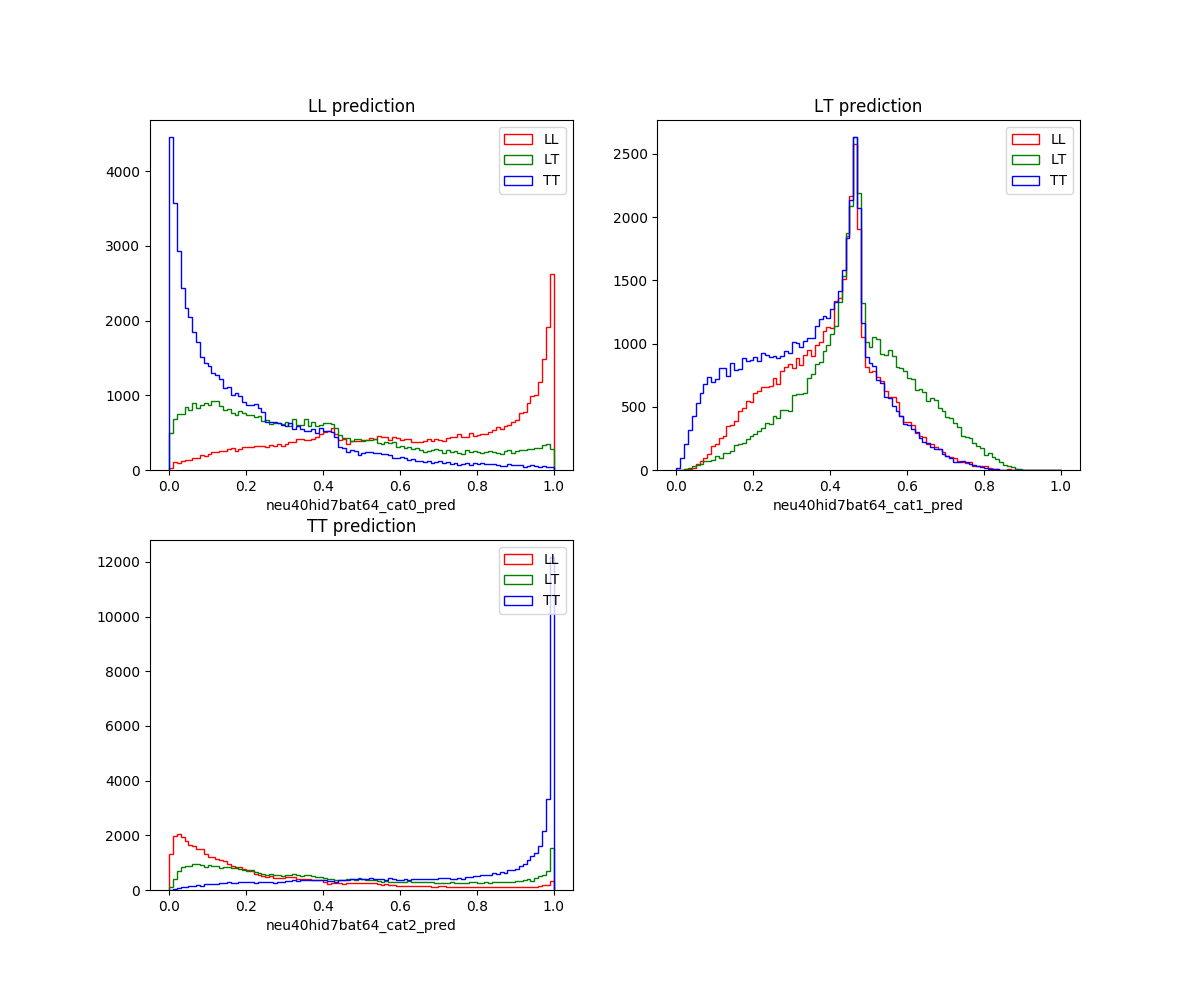 LL prediction
LL
LT
TT
4000
3000
2000
1000
0
0.0 0.2 0.4 0.6 0.8 1.0
neu40hid7bat64_cat0_pred
LT prediction
LL
LT
TT
2500
2000
1500
1000
500
0
0.0 0.2 0.4 0.6 0.8 1.0
neu40hid7bat64_cat1_pred
TT prediction
LL
LT
TT
12000
10000
8000
6000
4000
2000
0
0.0 0.2 0.4 0.6 0.8 1.0
neu40hid7bat64_cat2_pred